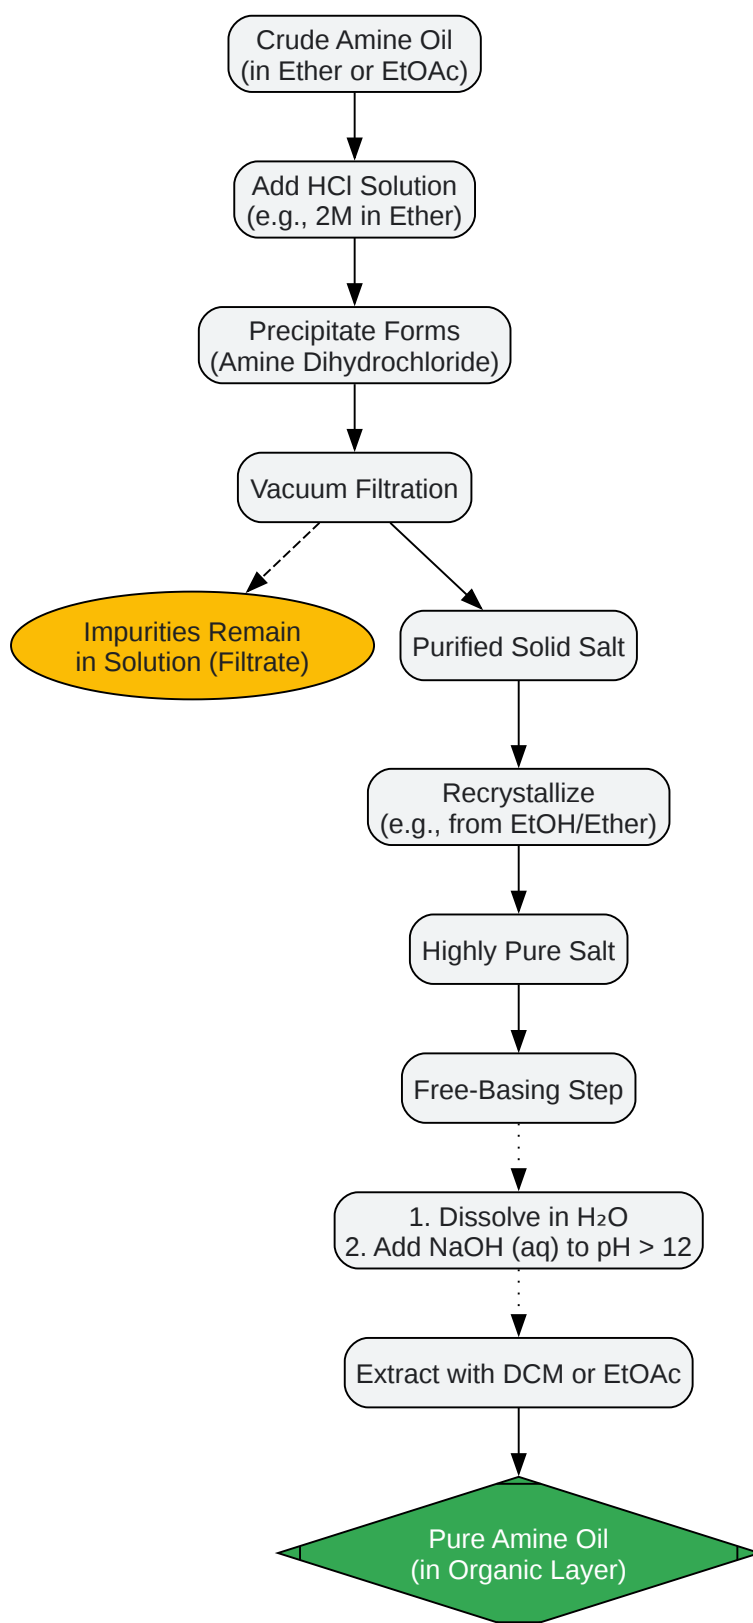 Crude Amine Oil
(in Ether or EtOAc)
Add HCl Solution
(e.g., 2M in Ether)
Precipitate Forms
(Amine Dihydrochloride)
Vacuum Filtration
Impurities Remain
in Solution (Filtrate)
Purified Solid Salt
Recrystallize
(e.g., from EtOH/Ether)
Highly Pure Salt
Free-Basing Step
1. Dissolve in H₂O
2. Add NaOH (aq) to pH > 12
Extract with DCM or EtOAc
Pure Amine Oil
(in Organic Layer)